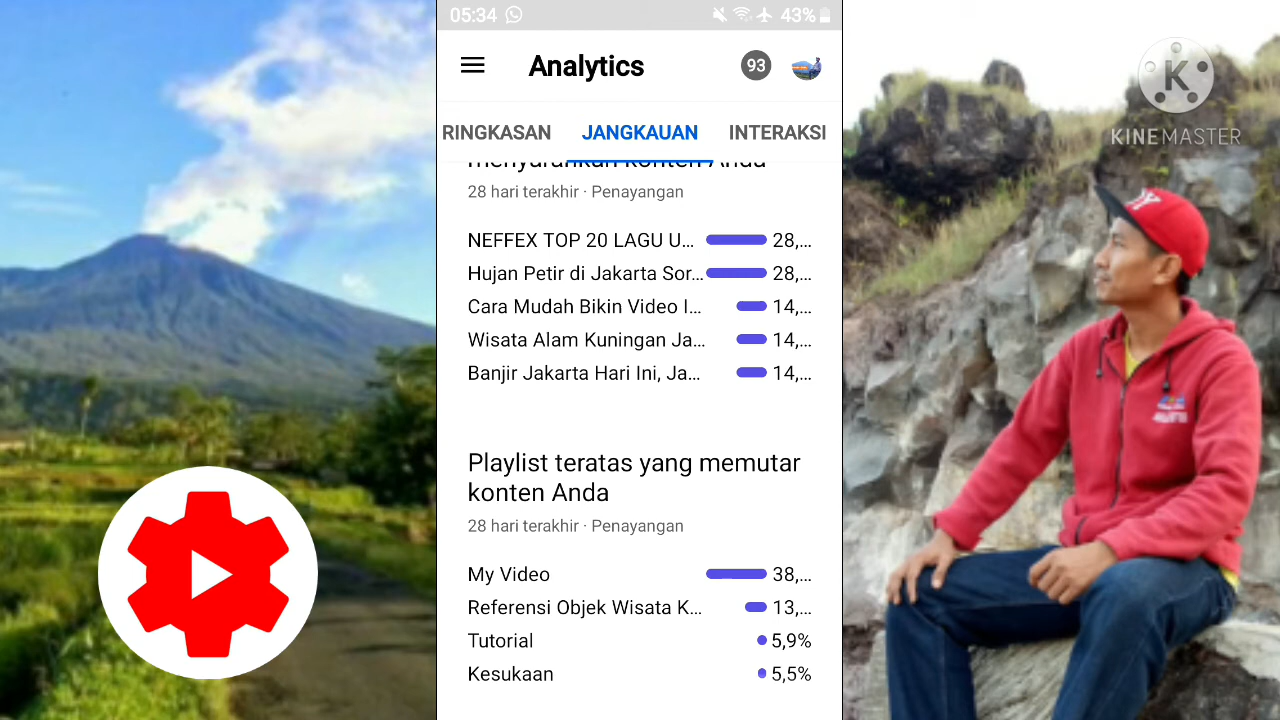 05:34
43%
Analytics
93
RINGKASAN JANGKAUAN INTERAKSI
menyarankan konten Anda
28 hari terakhir · Penayangan
NEFFEX TOP 20 LAGU U... 28,...
Hujan Petir di Jakarta Sor... 28,...
Cara Mudah Bikin Video I... 14,...
Wisata Alam Kuningan Ja... 14,...
Banjir Jakarta Hari Ini, Ja... 14,...
Playlist teratas yang memutar
konten Anda
28 hari terakhir · Penayangan
My Video 38,...
Referensi Objek Wisata K... 13,...
Tutorial 5,9%
Kesukaan 5,5%
K
KINEMASTER